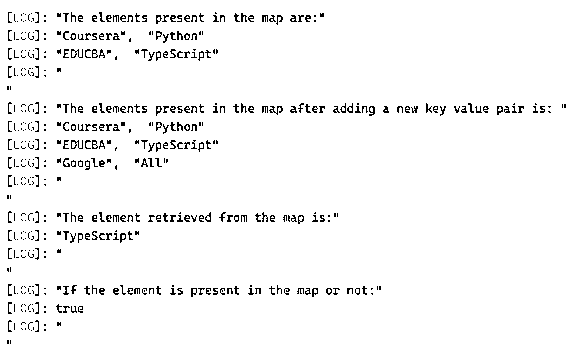 [LOG]: "The elements present in the map are:"
[LOG]: "Coursera",  "Python"
[LOG]: "EDUCBA",  "TypeScript"
[LOG]: "
"
[LOG]: "The elements present in the map after adding a new key value pair is: "
[LOG]: "Coursera",  "Python"
[LOG]: "EDUCBA",  "TypeScript"
[LOG]: "Google",  "All"
[LOG]: "
"
[LOG]: "The element retrieved from the map is:"
[LOG]: "TypeScript"
[LOG]: "
"
[LOG]: "If the element is present in the map or not:"
[LOG]: true
[LOG]: "
"